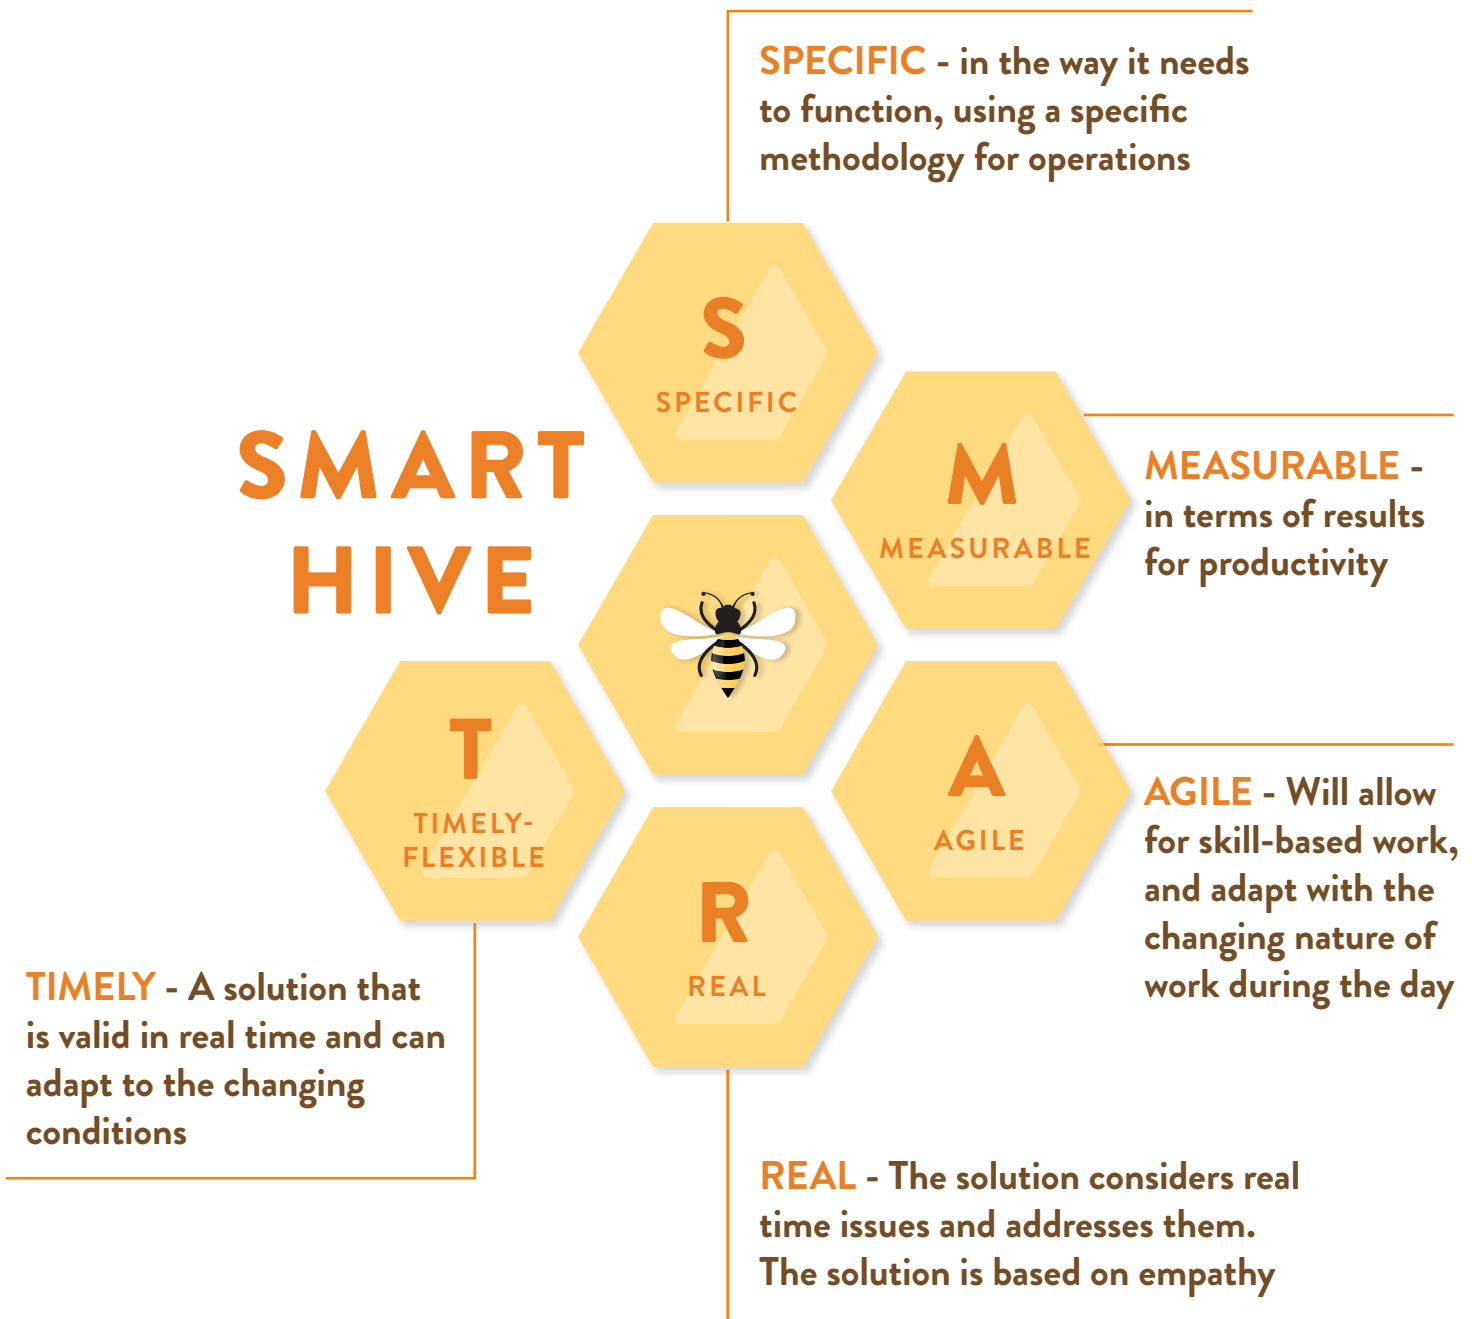 SPECIFIC - in the way it needs
to function, using a specific
methodology for operations
S
SPECIFIC
SMART
HIVE
M
MEASURABLE
MEASURABLE -
in terms of results
for productivity
T
TIMELY-
FLEXIBLE
A
AGILE
AGILE - Will allow
for skill-based work,
and adapt with the
changing nature of
work during the day
R
REAL
TIMELY - A solution that
is valid in real time and can
adapt to the changing
conditions
REAL - The solution considers real
time issues and addresses them.
The solution is based on empathy